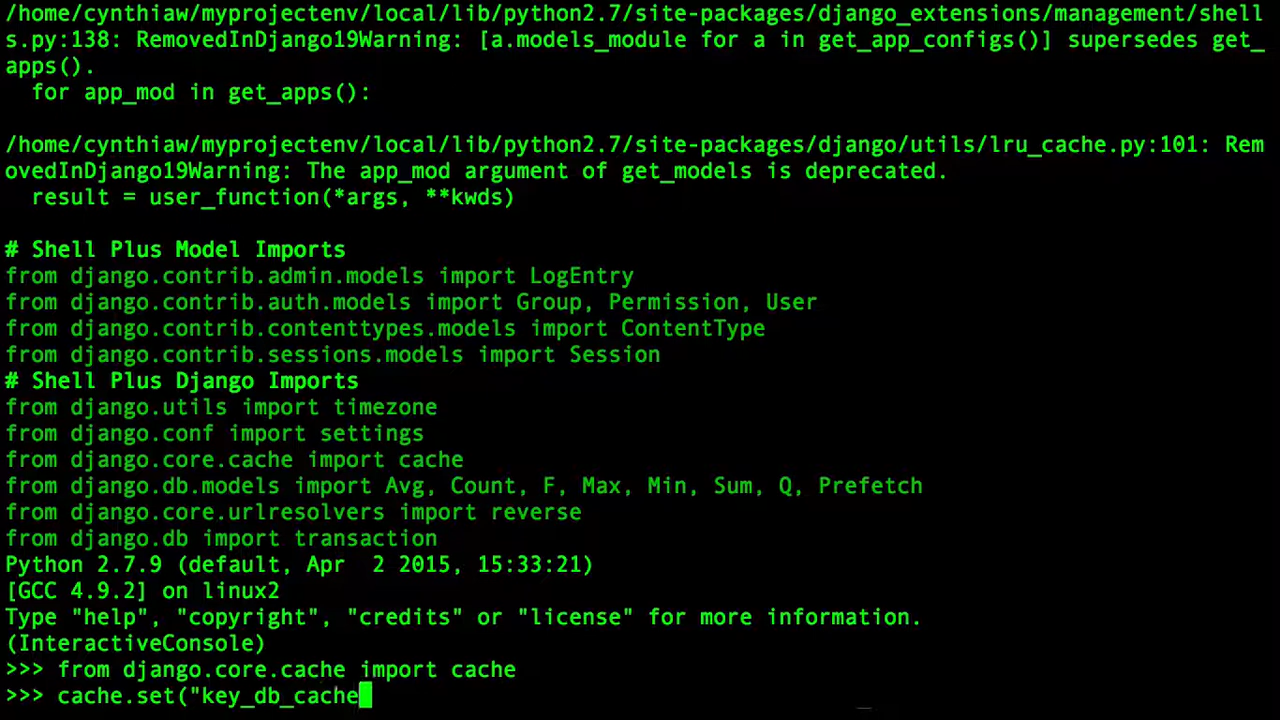 /home/cynthiaw/myprojectenv/local/lib/python2.7/site-packages/django_extensions/management/shell
s.py:138: RemovedInDjango19Warning: [a.models_module for a in get_app_configs()] supersedes get_
apps().
  for app_mod in get_apps():
/home/cynthiaw/myprojectenv/local/lib/python2.7/site-packages/django/utils/lru_cache.py:101: Rem
ovedInDjango19Warning: The app_mod argument of get_models is deprecated.
  result = user_function(*args, **kwds)
# Shell Plus Model Imports
from django.contrib.admin.models import LogEntry
from django.contrib.auth.models import Group, Permission, User
from django.contrib.contenttypes.models import ContentType
from django.contrib.sessions.models import Session
# Shell Plus Django Imports
from django.utils import timezone
from django.conf import settings
from django.core.cache import cache
from django.db.models import Avg, Count, F, Max, Min, Sum, Q, Prefetch
from django.core.urlresolvers import reverse
from django.db import transaction
Python 2.7.9 (default, Apr  2 2015, 15:33:21)
[GCC 4.9.2] on linux2
Type "help", "copyright", "credits" or "license" for more information.
(InteractiveConsole)
>>> from django.core.cache import cache
>>> cache.set("key_db_cache